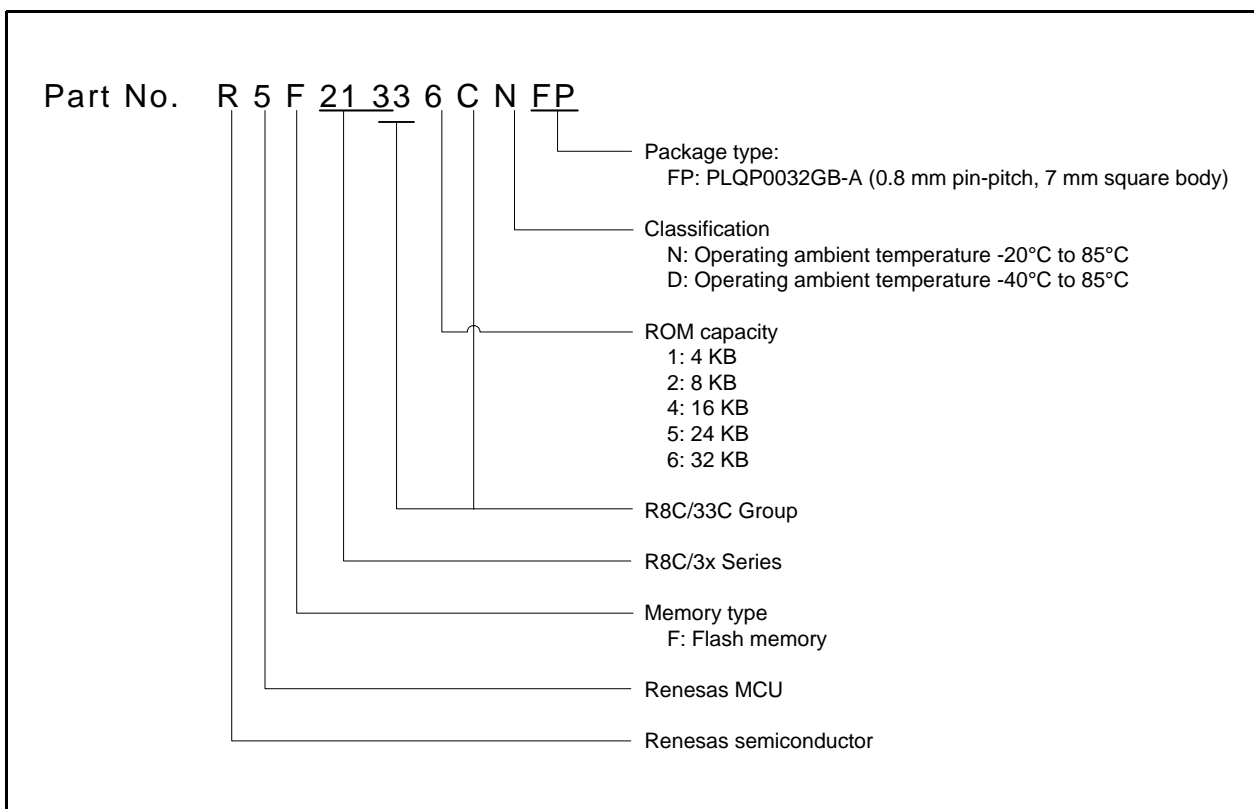 Part No. R 5 F 21 33 6 C N FP
Package type:
FP: PLQP0032GB-A (0.8 mm pin-pitch, 7 mm square body)
Classification
N: Operating ambient temperature -20°C to 85°C
D: Operating ambient temperature -40°C to 85°C
ROM capacity
1: 4 KB
2: 8 KB
4: 16 KB
5: 24 KB
6: 32 KB
R8C/33C Group
R8C/3x Series
Memory type
F: Flash memory
Renesas MCU
Renesas semiconductor